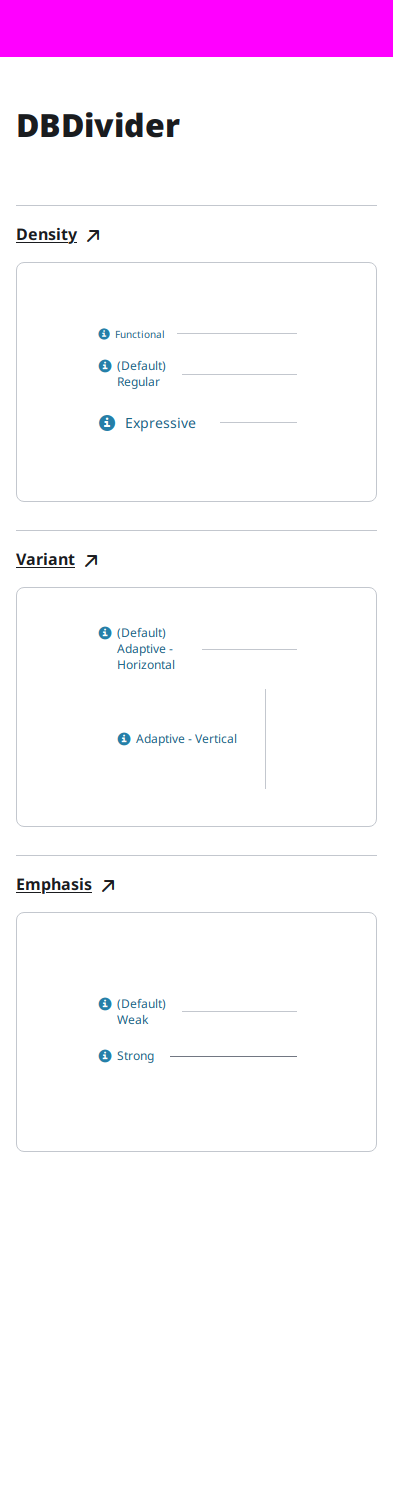 DBDivider
Density
Functional
(Default)
Regular
Expressive
Variant
(Default)
Adaptive -
Horizontal
Adaptive - Vertical
Emphasis
(Default)
Weak
Strong